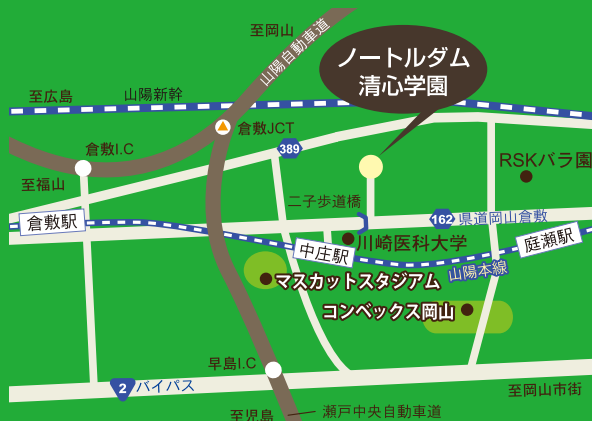 至岡山
山陽自動車道
ノートルダム
清心学園
至広島
山陽新幹
倉敷JCT
倉敷I.C
389
RSKバラ園
至福山
二子歩道橋
倉敷駅
162
県道岡山倉敷
川崎医科大学
中庄駅
庭瀬駅
山陽本線
マスカットスタジアム
コンベックス岡山
早島I.C
2
バイパス
至岡山市街
至児島
瀬戸中央自動車道